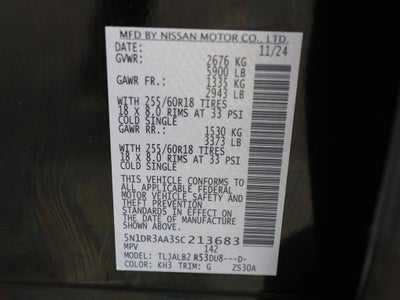 MFD BY NISSAN MOTOR CO., LTD.
DATE: 11/24
GVWR: 2676 KG
5900 LB
GAWR FR.: 1335 KG
2943 LB
WITH 255/60R18 TIRES
18 X 8.0 RIMS AT 33 PSI
COLD SINGLE
GAWR RR.: 1530 KG
3373 LB
WITH 255/60R18 TIRES
18 X 8.0 RIMS AT 33 PSI
COLD SINGLE
THIS VEHICLE CONFORMS TO
ALL APPLICABLE FEDERAL
MOTOR VEHICLE SAFETY AND
THEFT PREVENTION
STANDARDS IN EFFECT ON
THE DATE OF MANUFACTURE
SHOWN ABOVE.
5N1DR3AA3SC213683
MPV 142
MODEL: TLJALB2 R53DU8---D-
COLOR: KH3 TRIM: G ZS30A